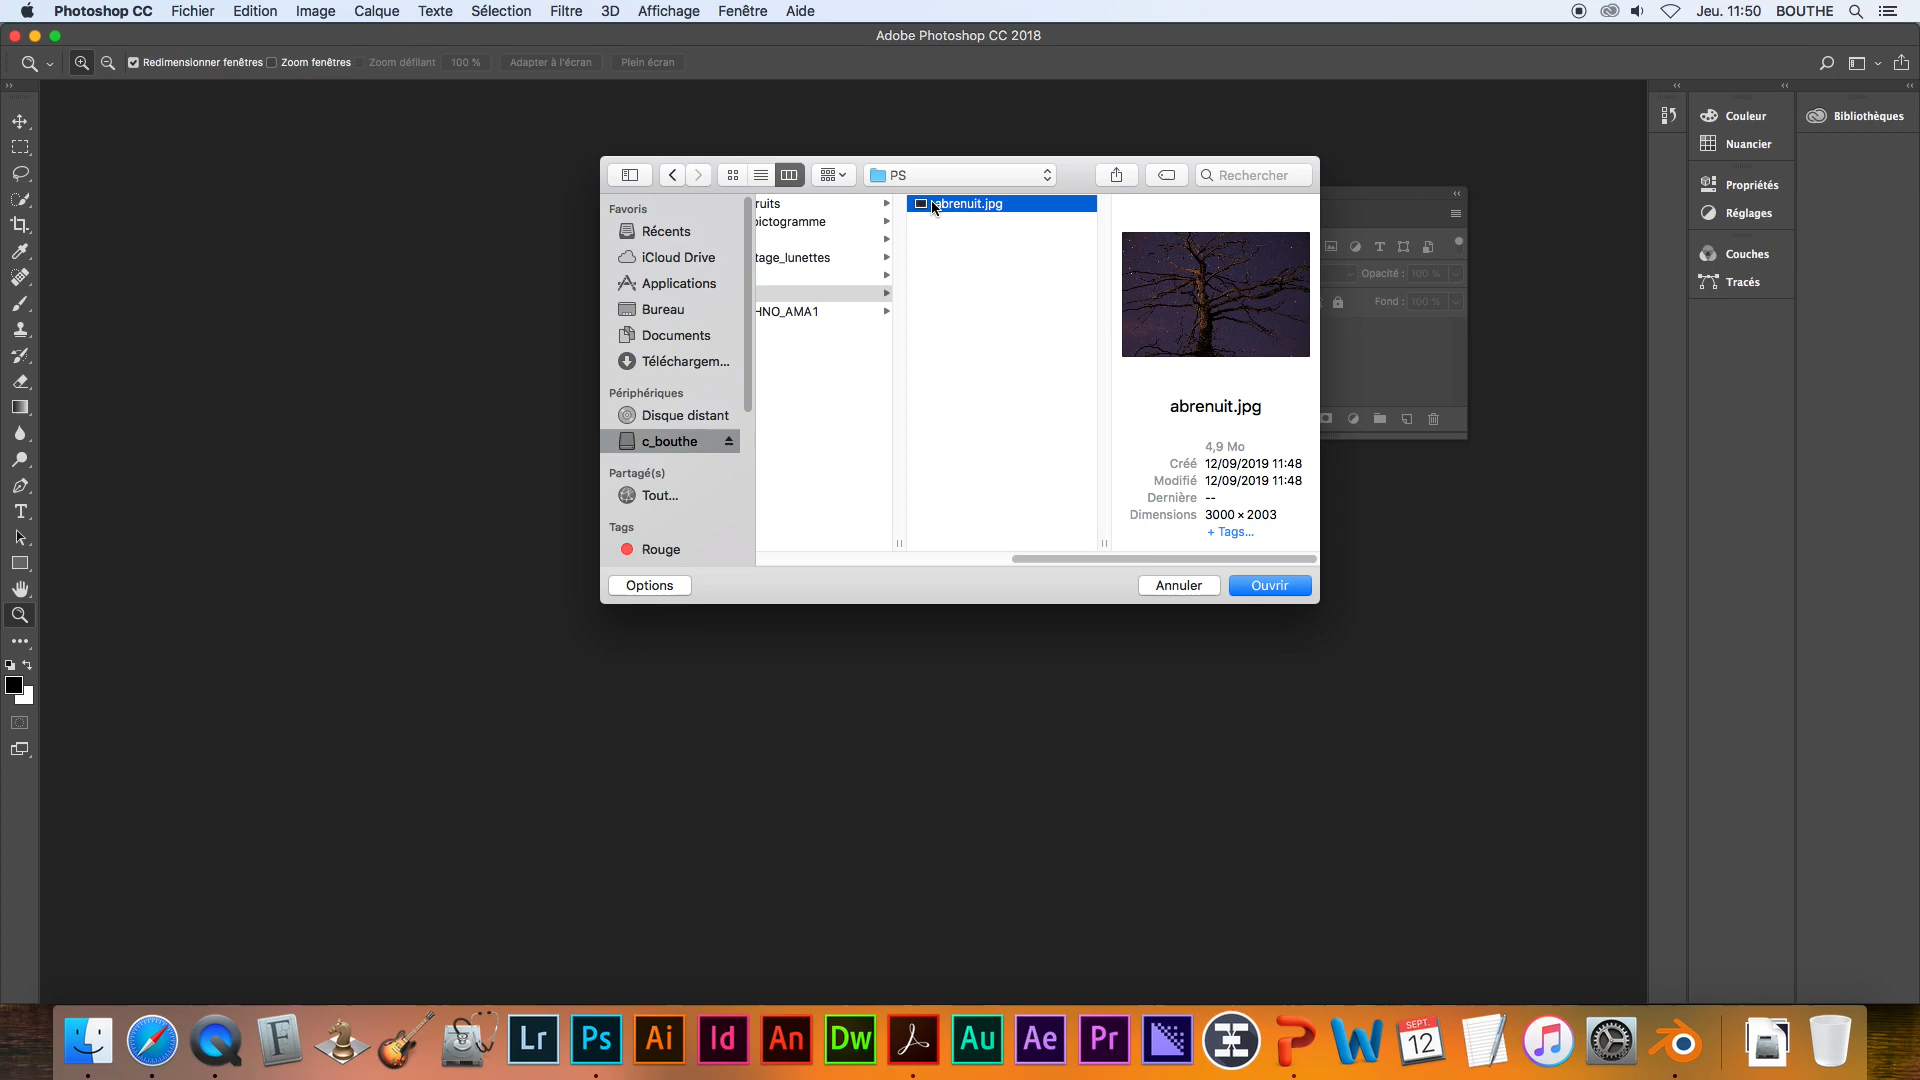 Photoshop CC Fichier Edition Image Calque Texte Sélection Filtre 3D Affichage Fenêtre Aide Jeu. 11:50 BOUTHE
Adobe Photoshop CC 2018
Redimensionner fenêtres Zoom fenêtres Zoom défilant 100 % Adapter à l'écran Plein écran
PS Rechercher
Favoris
Récents
iCloud Drive
Applications
Bureau
Documents
Téléchargem...
Périphériques
Disque distant
c_bouthe
Partagé(s)
Tout...
Tags
Rouge
ruits
pictogramme
tage_lunettes
HNO_AMA1
abrenuit.jpg
abrenuit.jpg
4,9 Mo
Créé 12/09/2019 11:48
Modifié 12/09/2019 11:48
Dernière --
Dimensions 3000 × 2003
+ Tags...
Options Annuler Ouvrir
Opacité : 100 %
Fond : 100 %
Couleur
Nuancier
Propriétés
Réglages
Couches
Tracés
Bibliothèques
T
Lr Ps Ai Id An Dw Au Ae Pr
SEPT.
12